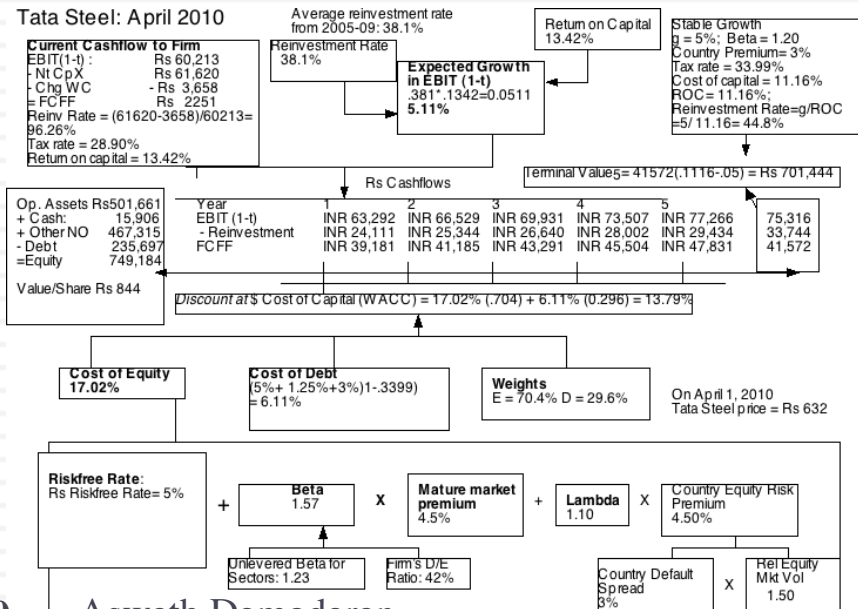 Tata Steel: April 2010
Average reinvestment rate
from 2005-09: 38.1%
Current Cashflow to Firm
EBIT(1-t) : Rs 60,213
- Nt CpX Rs 61,620
- Chg WC - Rs 3,658
= FCFF Rs 2251
Reinv Rate = (61620-3658)/60213=
96.26%
Tax rate = 28.90%
Return on capital = 13.42%
Reinvestment Rate
38.1%
Return on Capital
13.42%
Expected Growth
in EBIT (1-t)
.381*.1342=0.0511
5.11%
Stable Growth
g = 5%; Beta = 1.20
Country Premium= 3%
Tax rate = 33.99%
Cost of capital = 11.16%
ROC= 11.16%;
Reinvestment Rate=g/ROC
=5/ 11.16= 44.8%
Terminal Value5= 41572(.1116-.05) = Rs 701,444
Rs Cashflows
Op. Assets Rs501,661
+ Cash: 15,906
+ Other NO 467,315
- Debt 235,697
=Equity 749,184
Value/Share Rs 844
Year 1 2 3 4 5
EBIT (1-t) INR 63,292 INR 66,529 INR 69,931 INR 73,507 INR 77,266 75,316
- Reinvestment INR 24,111 INR 25,344 INR 26,640 INR 28,002 INR 29,434 33,744
FCFF INR 39,181 INR 41,185 INR 43,291 INR 45,504 INR 47,831 41,572
Discount at $ Cost of Capital (WACC) = 17.02% (.704) + 6.11% (0.296) = 13.79%
Cost of Equity
17.02%
Cost of Debt
(5%+ 1.25%+3%)1-.3399)
= 6.11%
Weights
E = 70.4% D = 29.6%
On April 1, 2010
Tata Steel price = Rs 632
Riskfree Rate:
Rs Riskfree Rate= 5%
+
Beta
1.57
X
Mature market
premium
4.5%
+
Lambda
1.10
X
Country Equity Risk
Premium
4.50%
Unlevered Beta for
Sectors: 1.23
Firm's D/E
Ratio: 42%
Country Default
Spread
3%
X
Rel Equity
Mkt Vol
1.50
Aswath Damodaran